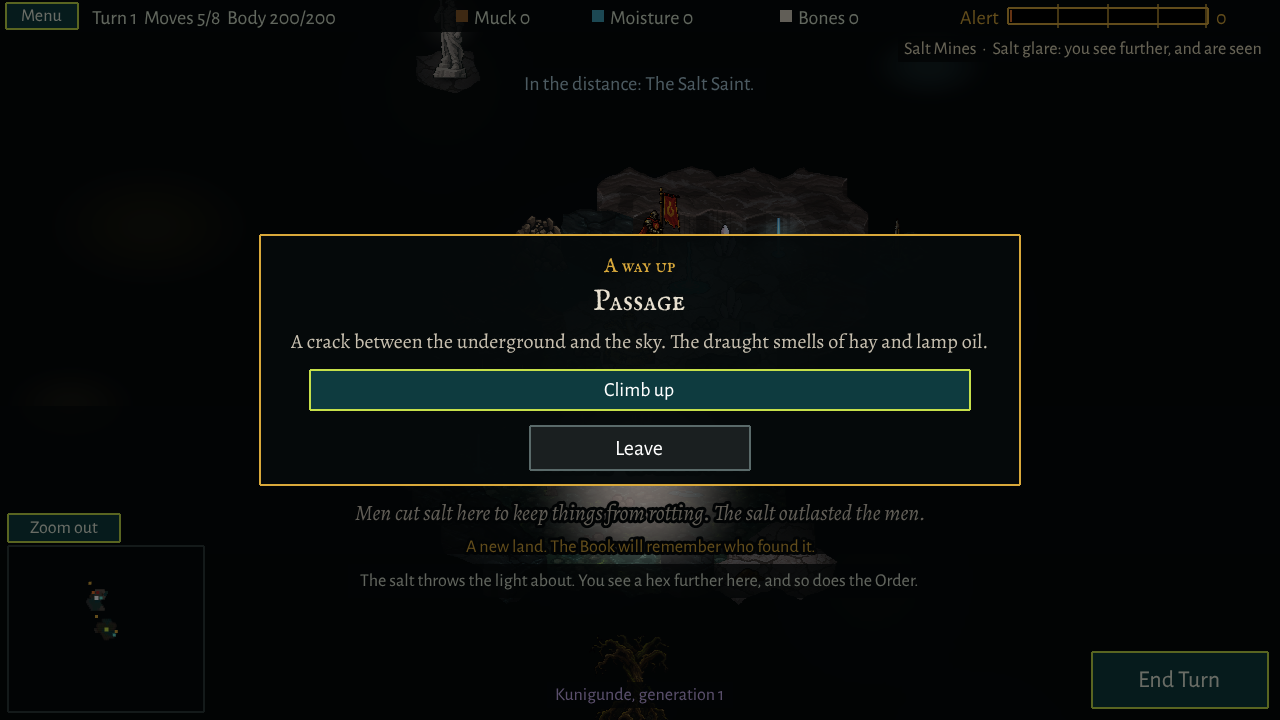 Menu
Turn 1 Moves 5/8 Body 200/200
Muck 0
Moisture 0
Bones 0
Alert
0
Salt Mines · Salt glare: you see further, and are seen
In the distance: The Salt Saint.
A way up
Passage
A crack between the underground and the sky. The draught smells of hay and lamp oil.
Climb up
Leave
Men cut salt here to keep things from rotting. The salt outlasted the men.
A new land. The Book will remember who found it.
The salt throws the light about. You see a hex further here, and so does the Order.
Zoom out
Kunigunde, generation 1
End Turn